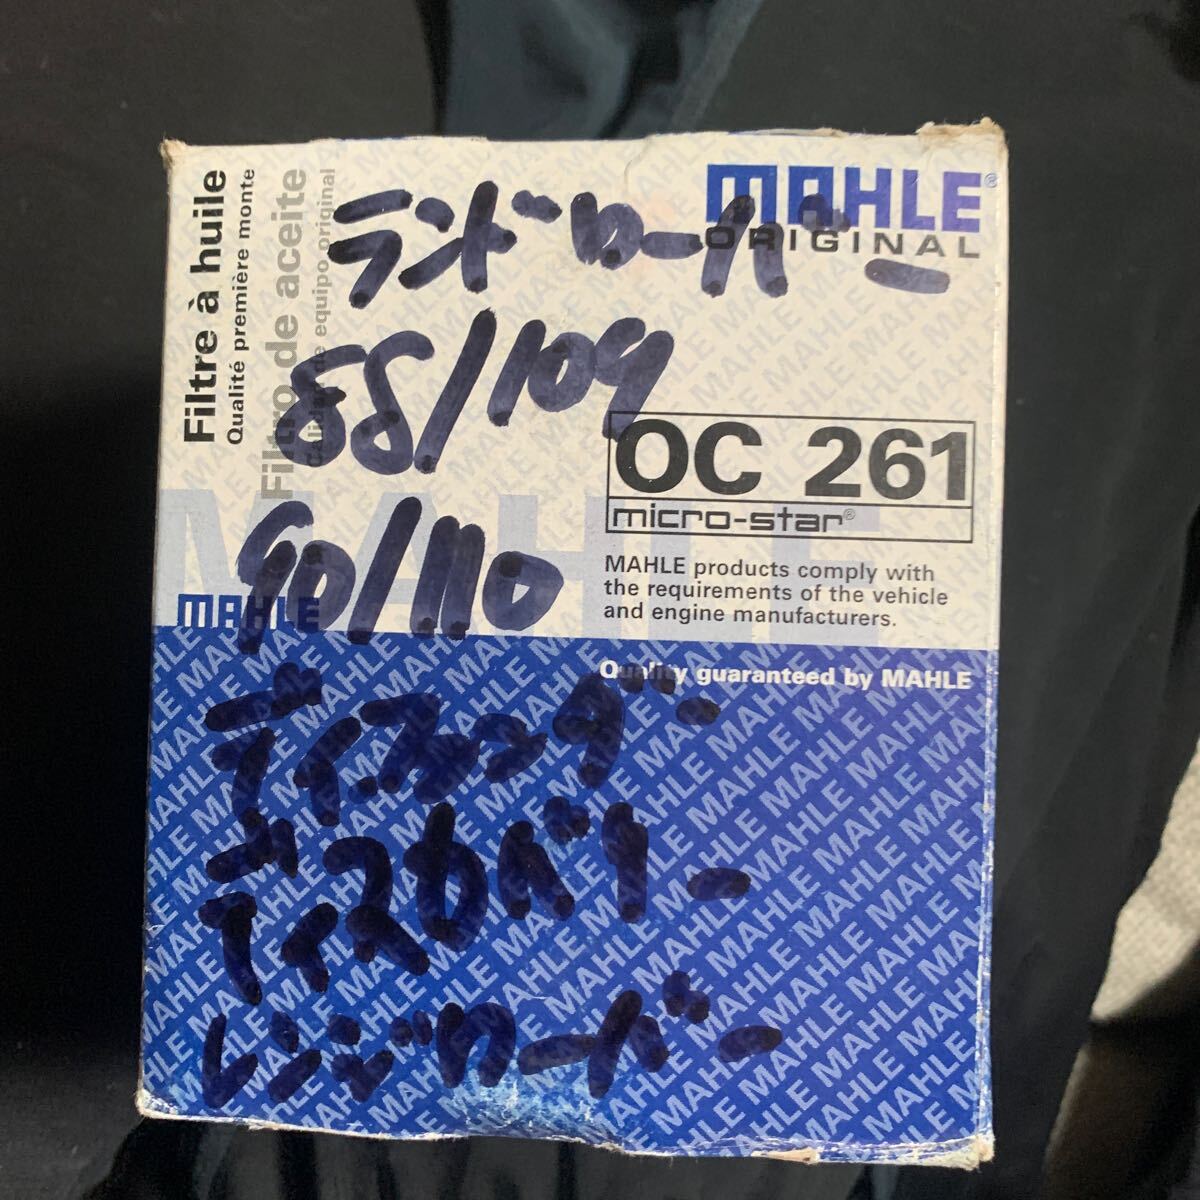 MAHLE
ORIGINAL
Filtre à huile
Qualité première monte
Filtro de aceite
equipo original
ランドローバー
88/109
OC 261
micro-star®
90/110
MAHLE products comply with
the requirements of the vehicle
and engine manufacturers.
MAHLE
Quality guaranteed by MAHLE
ディフェンダー
ディスカバリー
レンジローバー